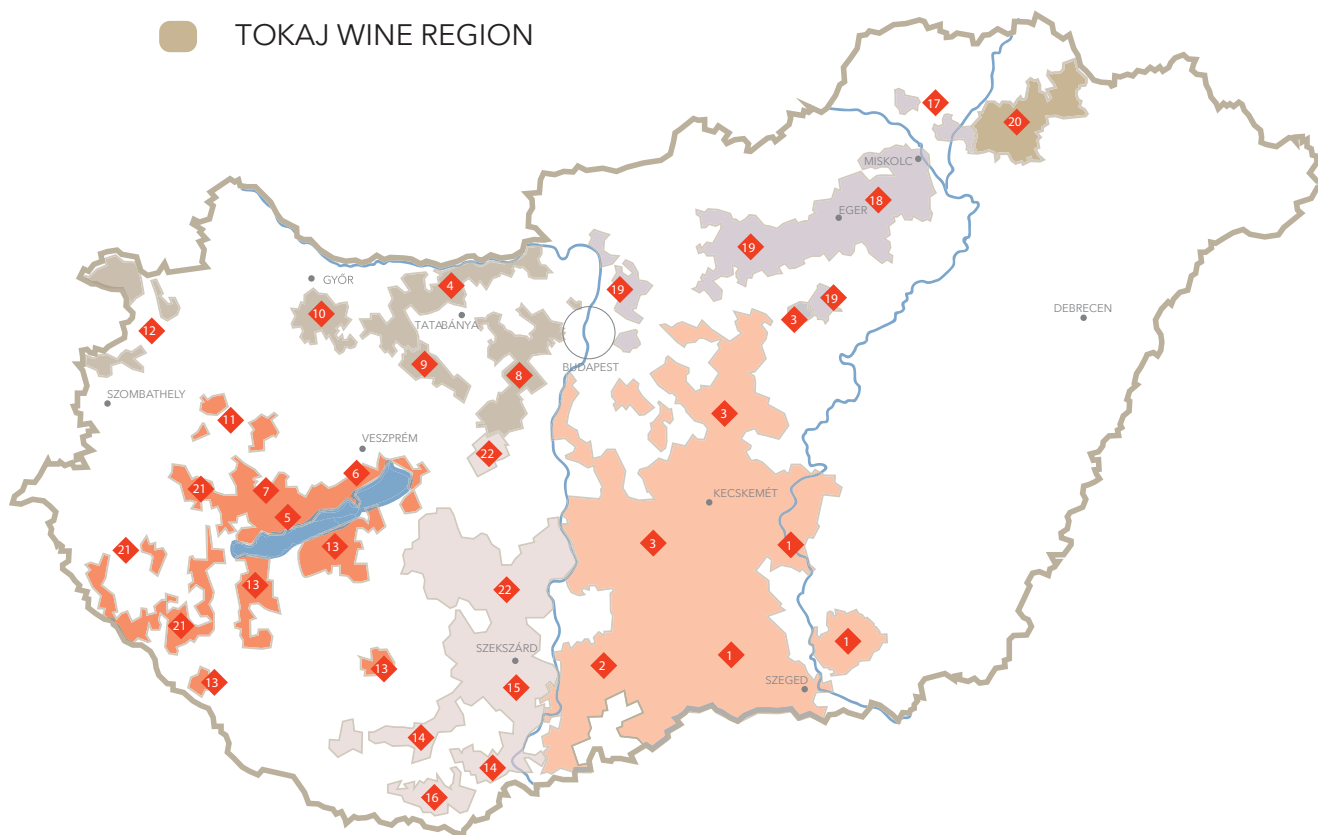 TOKAJ WINE REGION
17
20
MISKOLC
18
EGER
19
GYŐR
4
19
19
10
TATABÁNYA
3
DEBRECEN
12
9
8
BUDAPEST
SZOMBATHELY
11
3
VESZPRÉM
22
6
21
7
KECSKEMÉT
5
13
3
1
21
13
22
21
SZEKSZÁRD
1
13
2
1
13
15
SZEGED
14
14
16